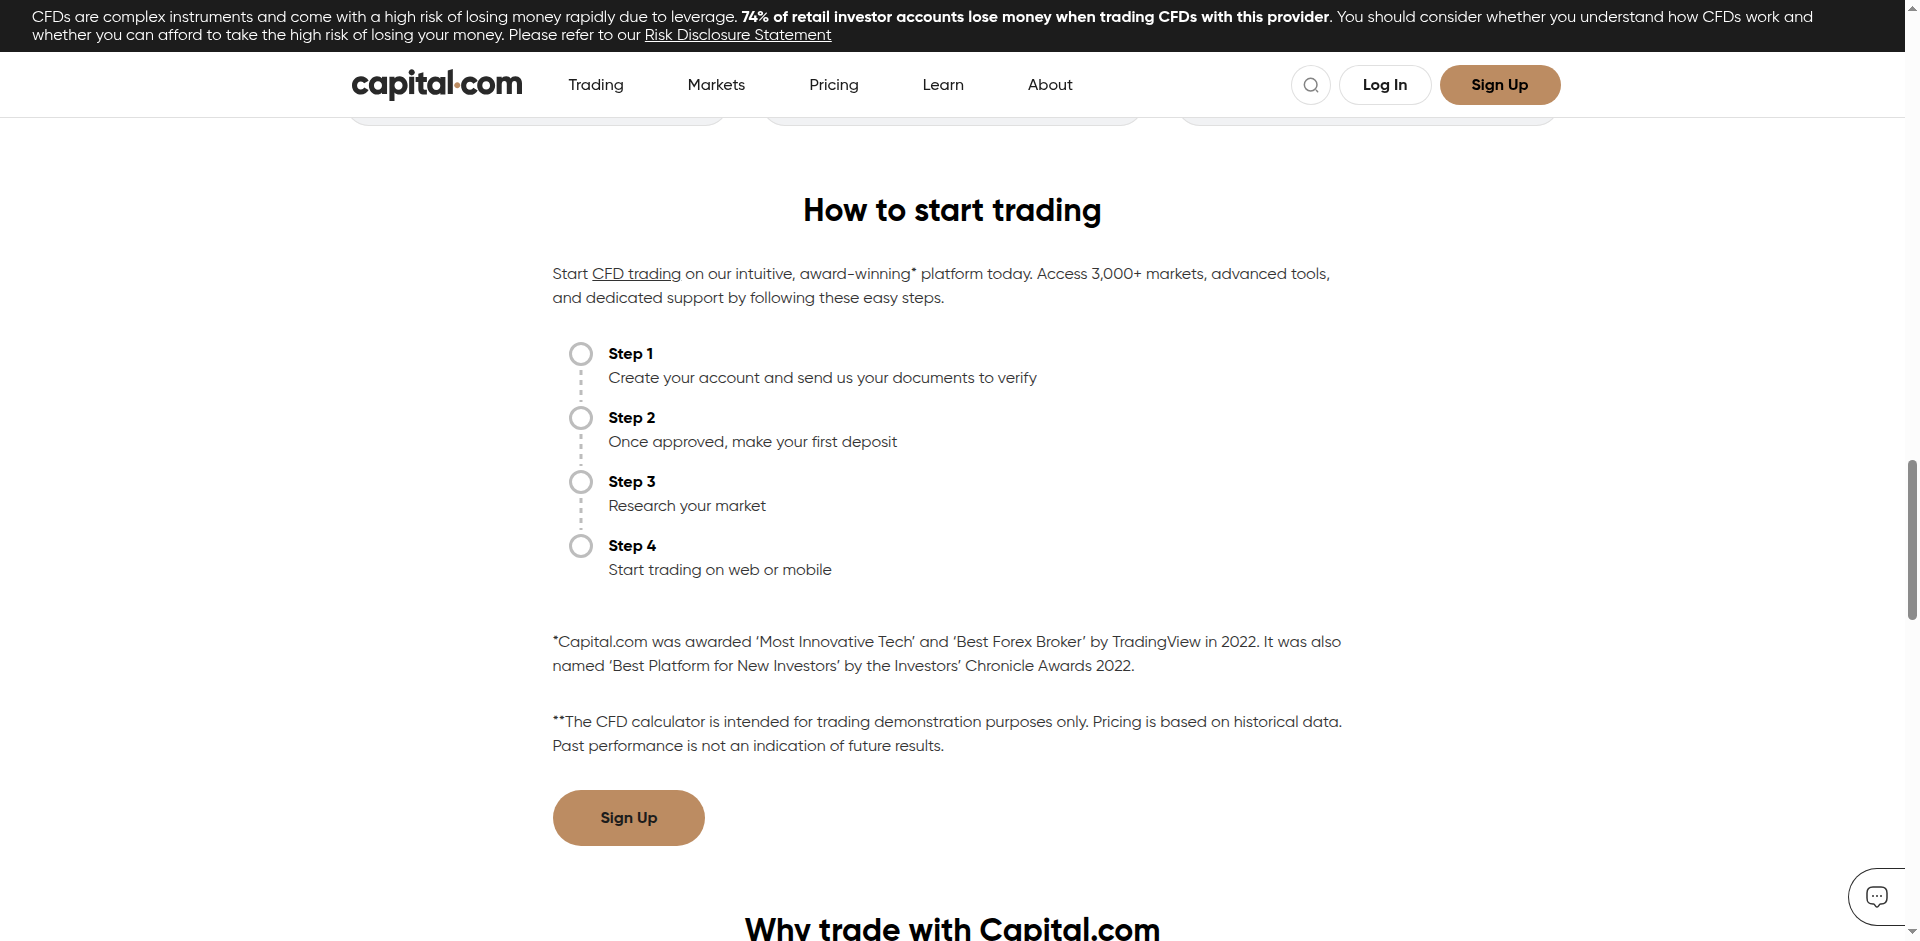 CFDs are complex instruments and come with a high risk of losing money rapidly due to leverage. 74% of retail investor accounts lose money when trading CFDs with this provider. You should consider whether you understand how CFDs work and
whether you can afford to take the high risk of losing your money. Please refer to our Risk Disclosure Statement
capital.com Trading Markets Pricing Learn About Log In Sign Up
How to start trading
Start CFD trading on our intuitive, award-winning* platform today. Access 3,000+ markets, advanced tools,
and dedicated support by following these easy steps.
Step 1
Create your account and send us your documents to verify
Step 2
Once approved, make your first deposit
Step 3
Research your market
Step 4
Start trading on web or mobile
*Capital.com was awarded ‘Most Innovative Tech’ and ‘Best Forex Broker’ by TradingView in 2022. It was also
named ‘Best Platform for New Investors’ by the Investors’ Chronicle Awards 2022.
**The CFD calculator is intended for trading demonstration purposes only. Pricing is based on historical data.
Past performance is not an indication of future results.
Sign Up
Why trade with Capital.com